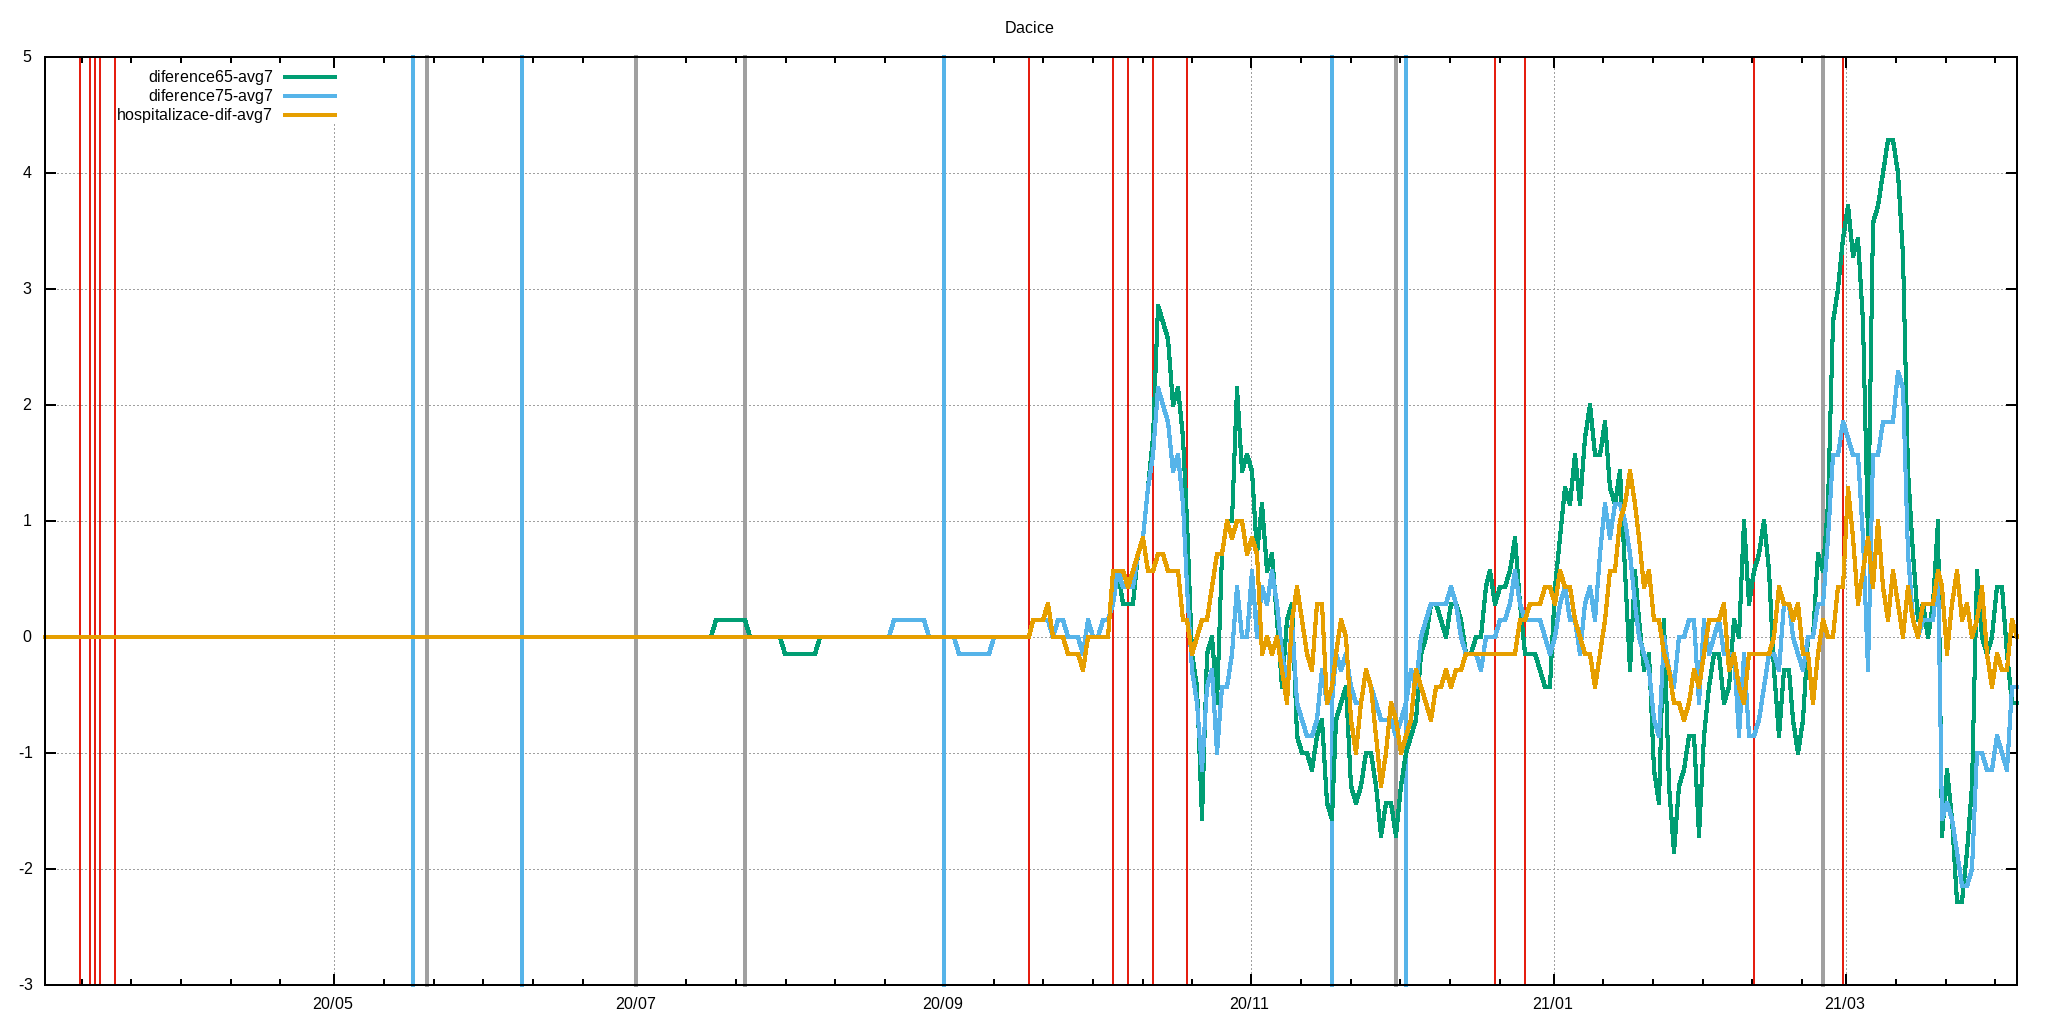 Dacice
5
diference65-avg7
diference75-avg7
hospitalizace-dif-avg7
4
3
2
1
0
-1
-2
-3
20/05 20/07 20/09 20/11 21/01 21/03